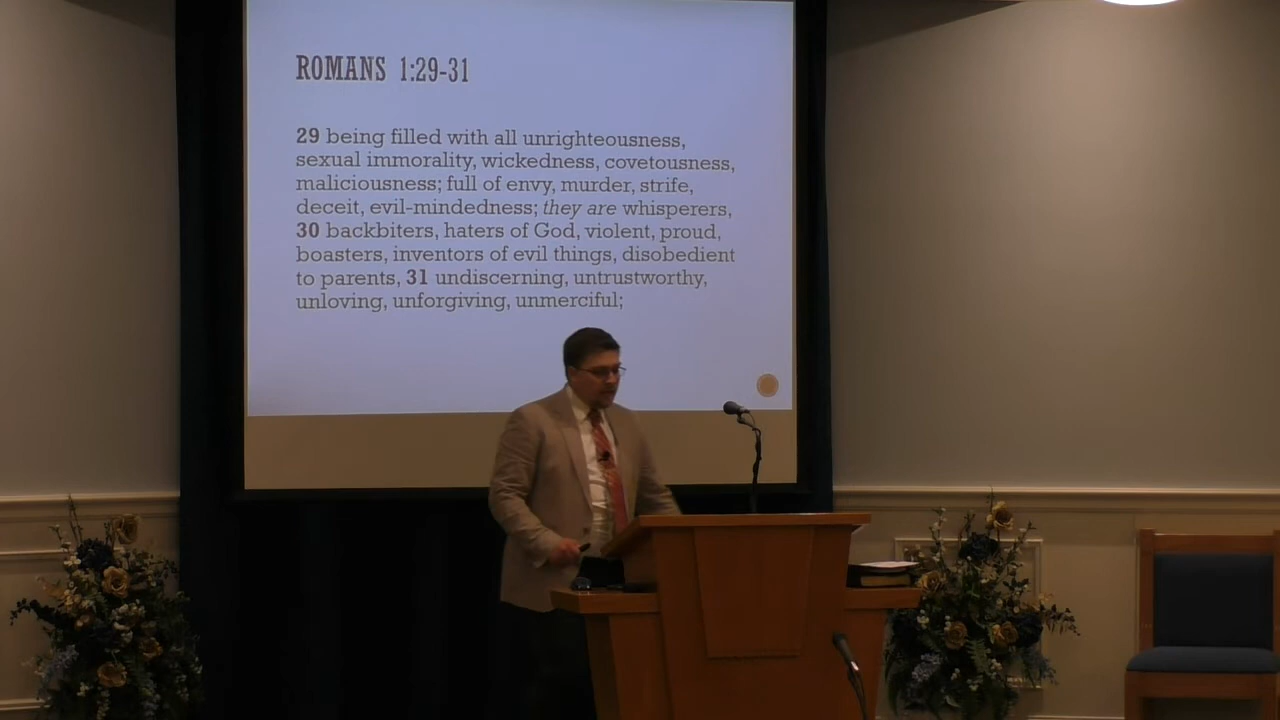 ROMANS 1:29-31
29 being filled with all unrighteousness,
sexual immorality, wickedness, covetousness,
maliciousness; full of envy, murder, strife,
deceit, evil-mindedness; they are whisperers,
30 backbiters, haters of God, violent, proud,
boasters, inventors of evil things, disobedient
to parents, 31 undiscerning, untrustworthy,
unloving, unforgiving, unmerciful;